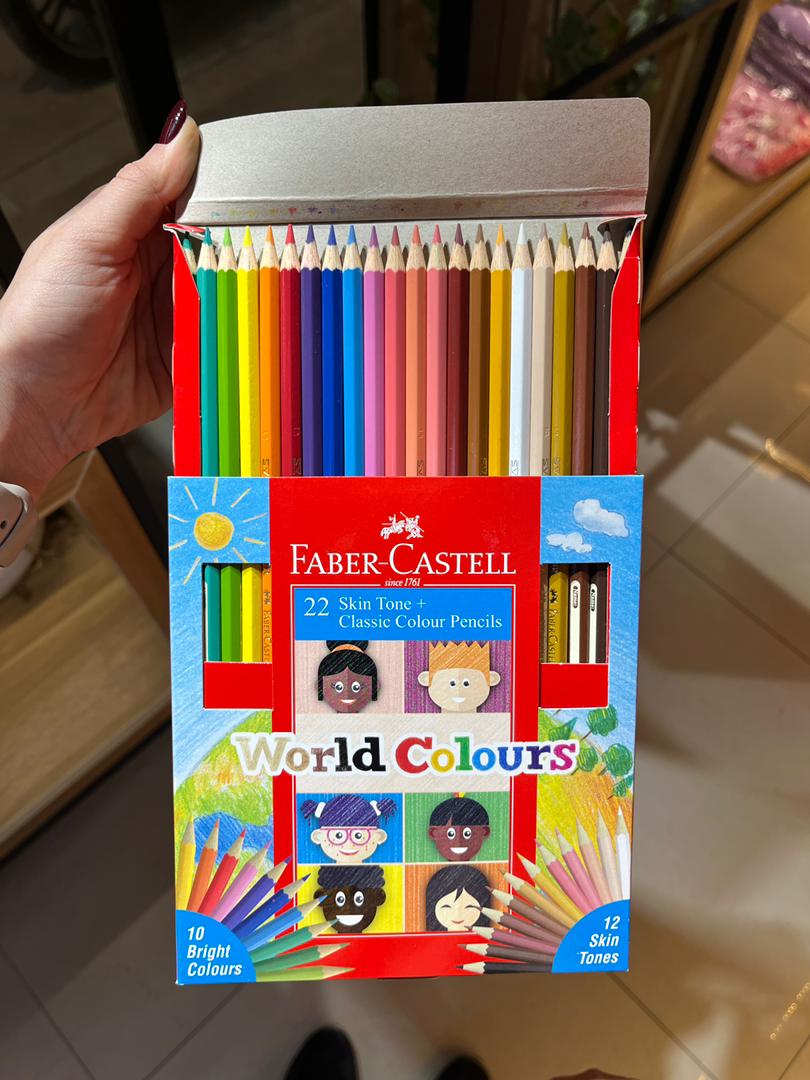 FABER-CASTELL
since 1761
22 Skin Tone +
Classic Colour Pencils
World Colours
10
Bright
Colours
12
Skin
Tones